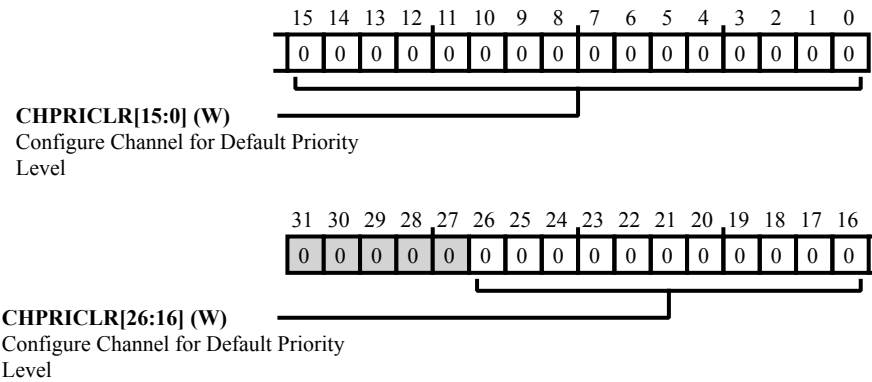 15 14 13 12 11 10 9 8 7 6 5 4 3 2 1 0
0 0 0 0 0 0 0 0 0 0 0 0 0 0 0 0
CHPRICLR[15:0] (W)
Configure Channel for Default Priority
Level
31 30 29 28 27 26 25 24 23 22 21 20 19 18 17 16
0 0 0 0 0 0 0 0 0 0 0 0 0 0 0 0
CHPRICLR[26:16] (W)
Configure Channel for Default Priority
Level